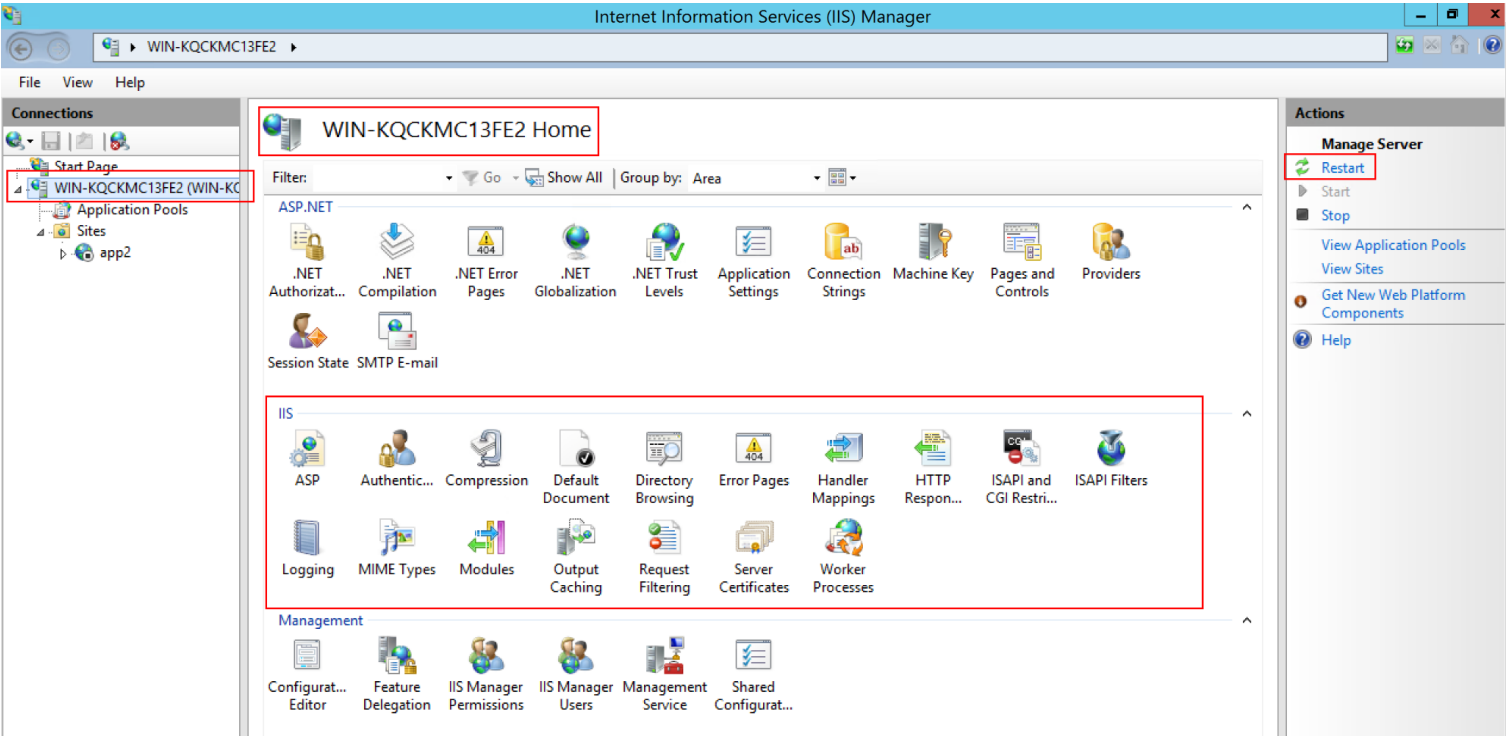 Internet Information Services (IIS) Manager
WIN-KQCKMC13FE2
File View Help
Connections
Start Page
WIN-KQCKMC13FE2 (WIN-KC
Application Pools
Sites
app2
WIN-KQCKMC13FE2 Home
Filter: Go Show All Group by: Area
ASP.NET
.NET .NET .NET Error .NET .NET Trust Application Connection Machine Key Pages and Providers
Authorizat... Compilation Pages Globalization Levels Settings Strings Controls
Session State SMTP E-mail
IIS
ASP Authentic... Compression Default Directory Error Pages Handler HTTP ISAPI and ISAPI Filters
Document Browsing Mappings Respon... CGI Restri...
Logging MIME Types Modules Output Request Server Worker
Caching Filtering Certificates Processes
Management
Configurat... Feature IIS Manager IIS Manager Management Shared
Editor Delegation Permissions Users Service Configurat...
Actions
Manage Server
Restart
Start
Stop
View Application Pools
View Sites
Get New Web Platform
Components
Help